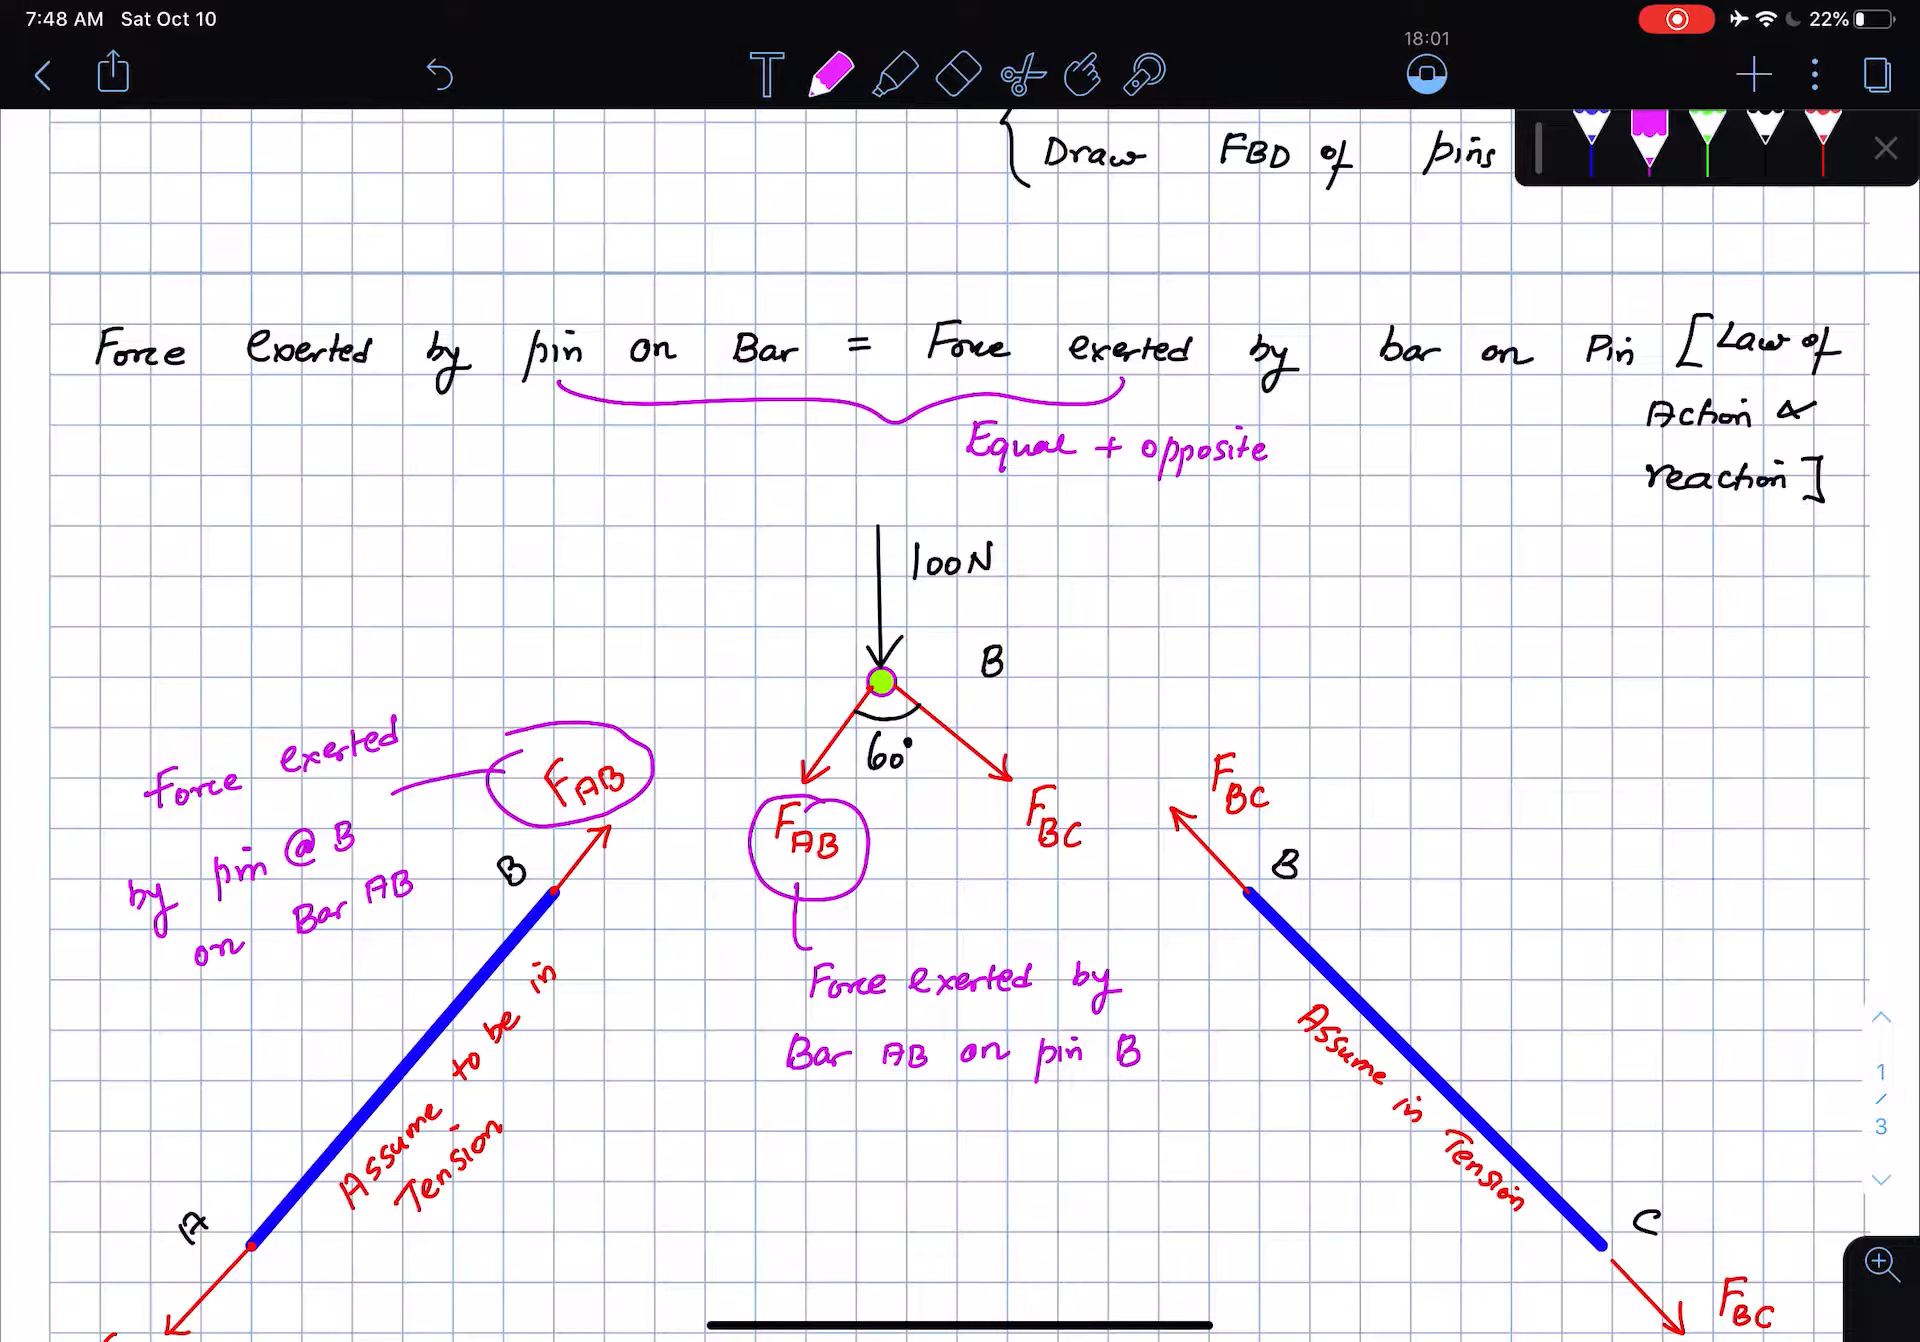 7:48 AM Sat Oct 10
22%
18:01
Draw FBD of pins
Force exerted by pin on Bar = Force exerted by bar on Pin [Law of
Action &
reaction]
Equal + opposite
100N
B
60°
FAB
FBC
Force exerted
by pin @ B
on Bar AB
FAB
B
Force exerted by
Bar AB on pin B
Assume to be in
Tension
A
FBC
B
Assume in Tension
C
FBC
1
/
3